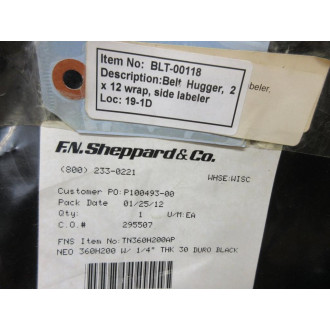 Item No: BLT-00118
Description: Belt Hugger, 2
x 12 wrap, side labeler
Loc: 19-1D
beler.
F.N. Sheppard & Co.
(800) 233-0221 WHSE:WISC
Customer PO: P100493-00
Pack Date 01/25/12
Qty: 1 U/M:EA
C.O.# 295507
FNS Item No: TN360H200AP
NEO 360H200 W/ 1/4" THK 30 DURO BLACK